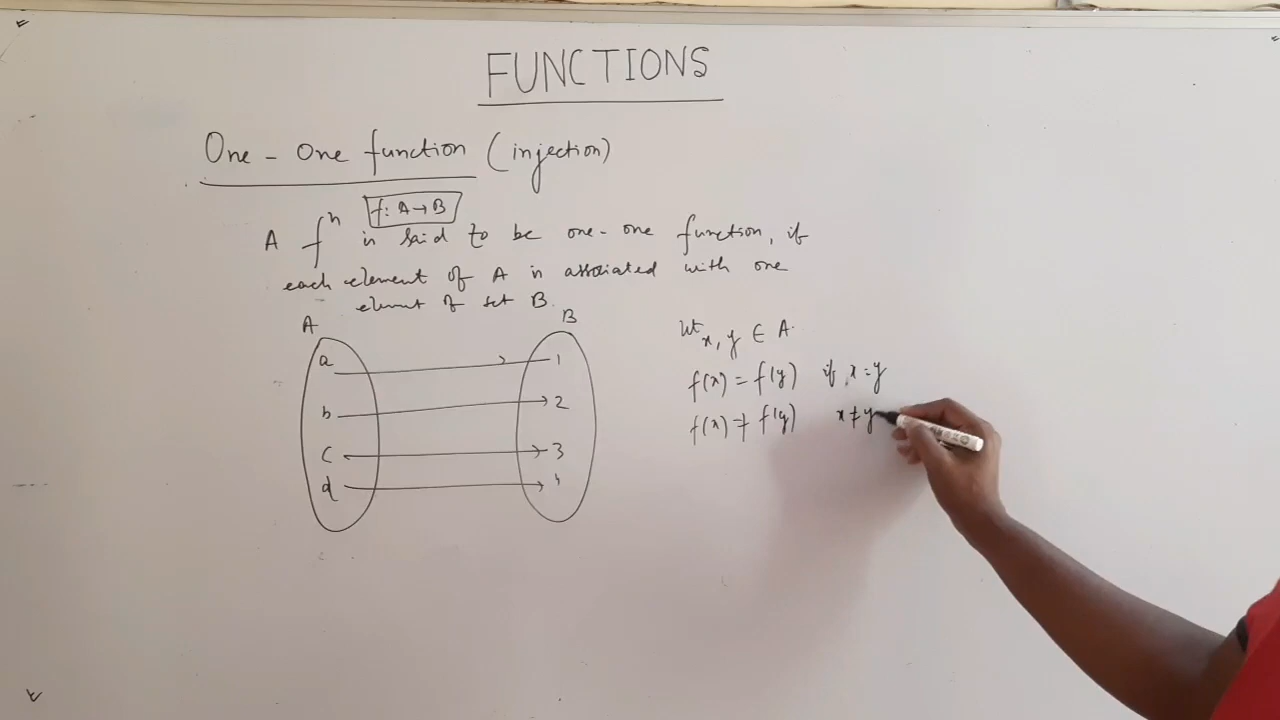 FUNCTIONS
One - One function (injection)
f: A→B
A fⁿ is said to be one-one function, if
each element of A is associated with one
element of set B.
A
B
a
1
b
2
c
3
d
4
let x, y ∈ A.
f(x) = f(y) if x = y
f(x) ≠ f(y) x ≠ y